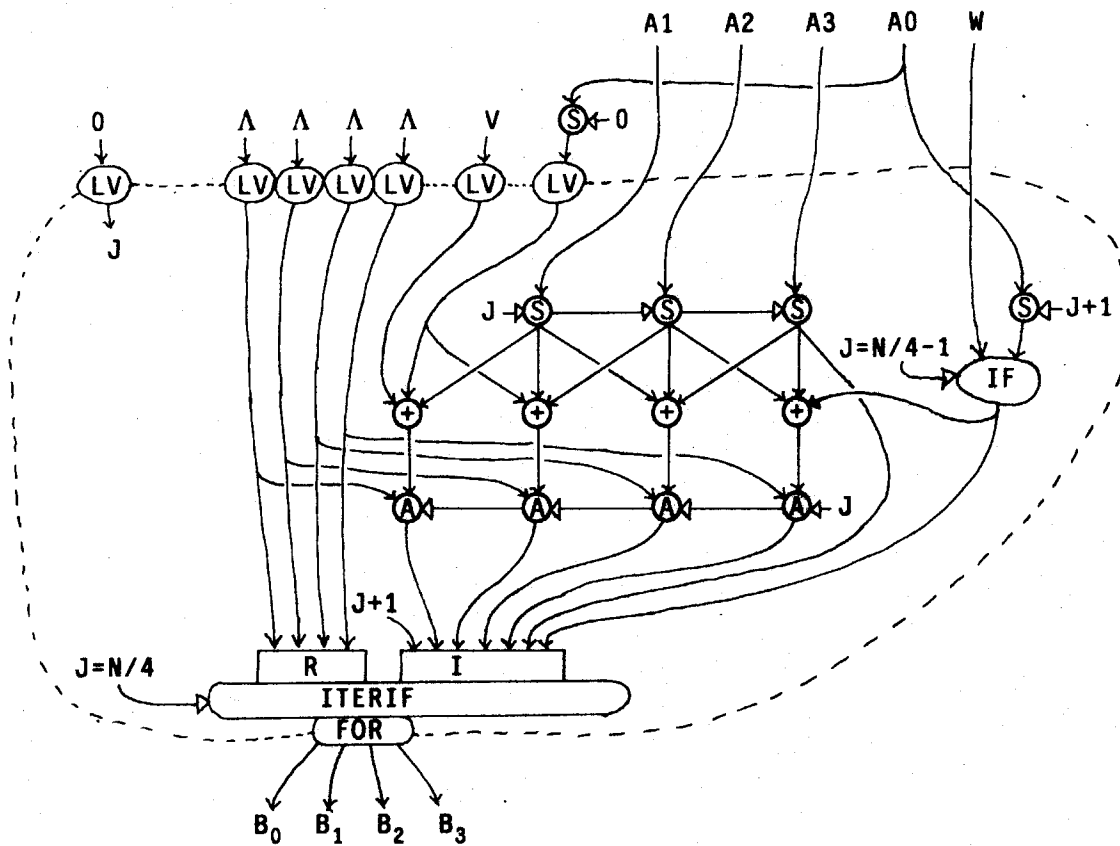 A1 A2 A3 A0 W
0 Λ Λ Λ Λ V S 0
LV LV LV LV LV LV LV
J
J S S S S J+1
J=N/4-1 IF
+ + + +
A A A A J
J+1
J=N/4 R I
ITERIF
FOR
B0 B1 B2 B3